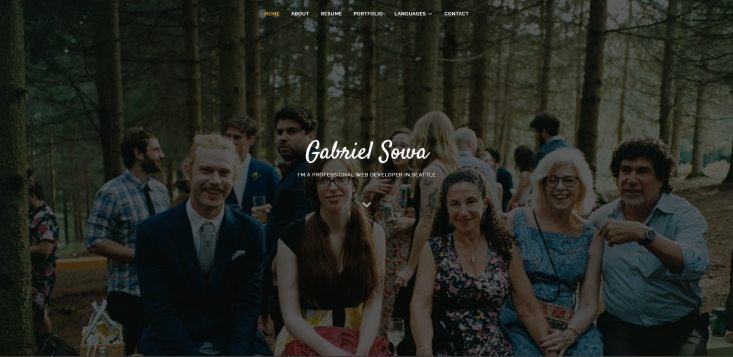 HOME ABOUT RESUME PORTFOLIO LANGUAGES CONTACT
Gabriel Sowa
I'M A PROFESSIONAL WEB DEVELOPER IN SEATTLE